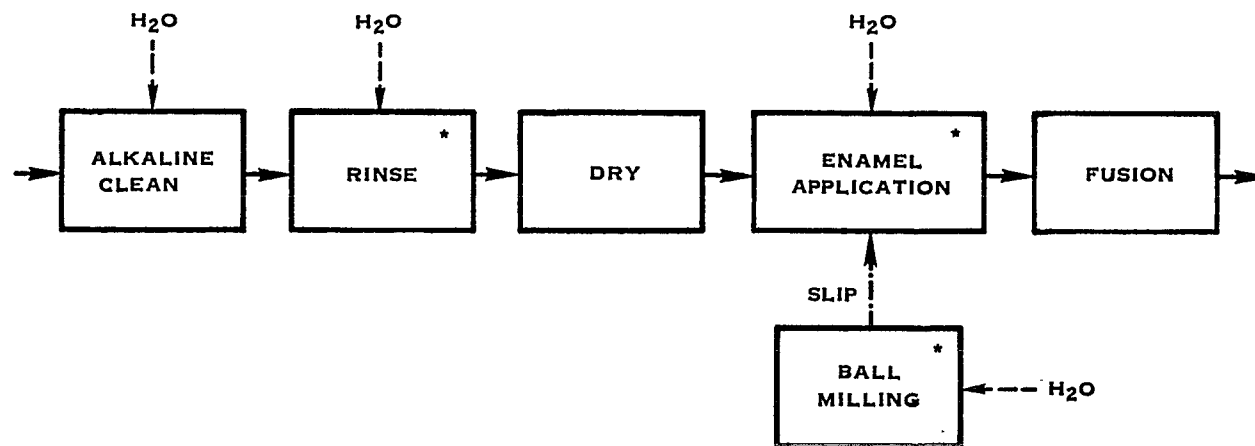 H2O
H2O
H2O
ALKALINE
CLEAN
RINSE
*
DRY
ENAMEL
APPLICATION
*
FUSION
SLIP
BALL
MILLING
*
H2O